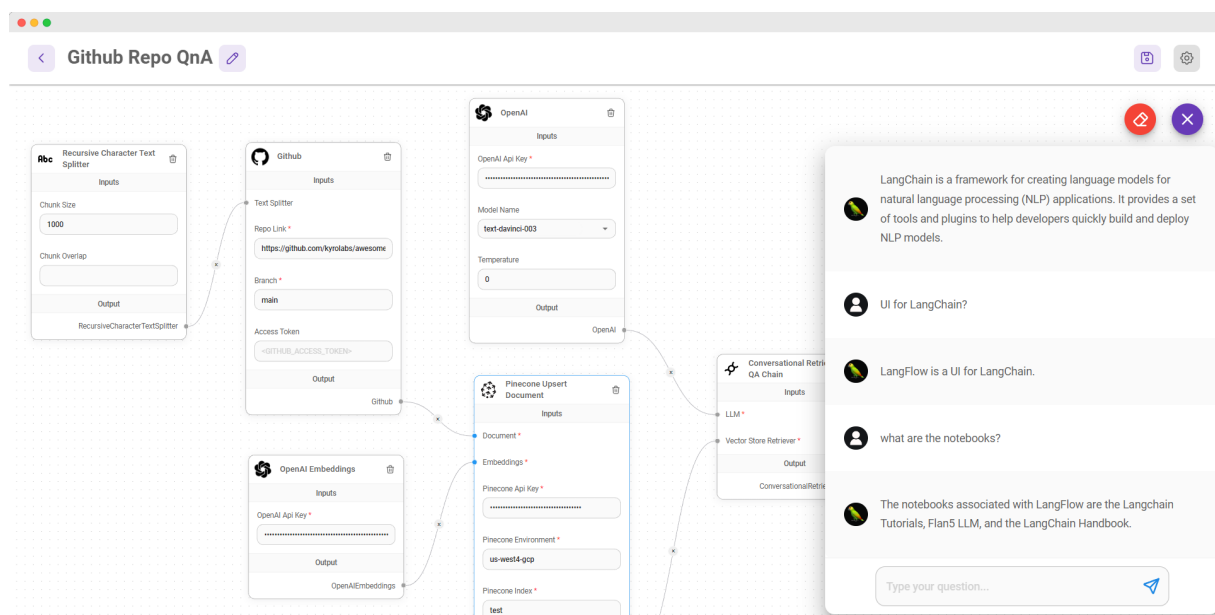 Github Repo QnA
Abc
Recursive Character Text
Splitter
Inputs
Chunk Size
1000
Chunk Overlap
Output
RecursiveCharacterTextSplitter
Github
Inputs
Text Splitter
Repo Link *
https://github.com/kyrolabs/awesome
Branch *
main
Access Token
<GITHUB_ACCESS_TOKEN>
Output
Github
OpenAI Embeddings
Inputs
OpenAI Api Key *
Output
OpenAIEmbeddings
OpenAI
Inputs
OpenAI Api Key *
Model Name
text-davinci-003
Temperature
0
Output
OpenAI
Pinecone Upsert
Document
Inputs
Document *
Embeddings *
Pinecone Api Key *
Pinecone Environment *
us-west4-gcp
Pinecone Index *
test
Conversational Retri
QA Chain
Inputs
LLM *
Vector Store Retriever *
Output
ConversationalRetrie
LangChain is a framework for creating language models for
natural language processing (NLP) applications. It provides a set
of tools and plugins to help developers quickly build and deploy
NLP models.
UI for LangChain?
LangFlow is a UI for LangChain.
what are the notebooks?
The notebooks associated with LangFlow are the Langchain
Tutorials, Flan5 LLM, and the LangChain Handbook.
Type your question...